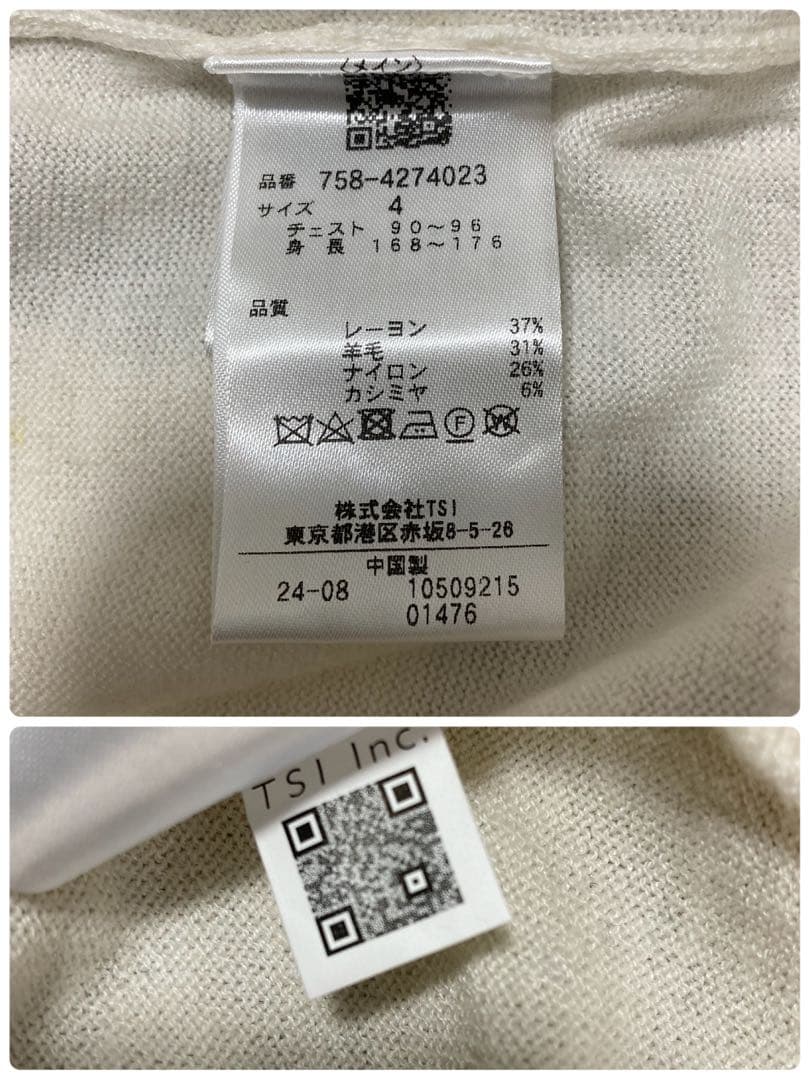 (メイン)
品番 758-4274023
サイズ 4
チェスト 90~96
身長 168~176
品質
レーヨン 37%
羊毛 31%
ナイロン 26%
カシミヤ 6%
F W
株式会社TSI
東京都港区赤坂8-5-26
中国製
24-08 10509215
01476
TSI Inc.